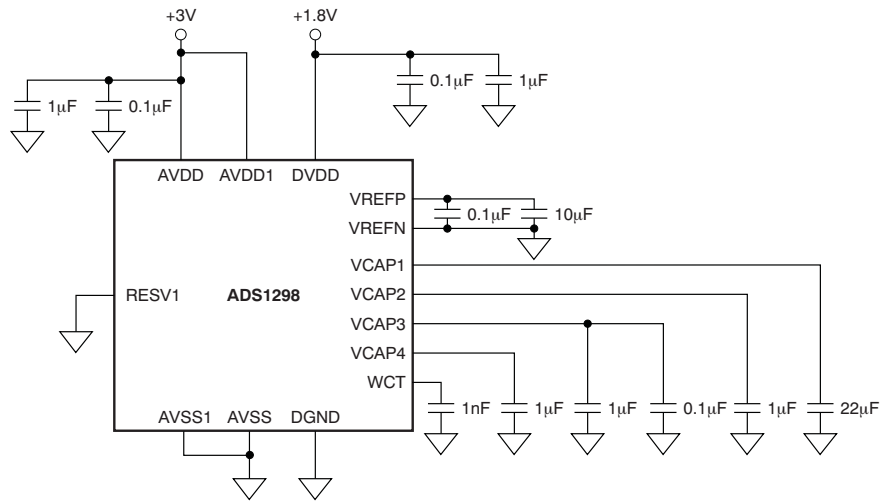 +3V
+1.8V
1μF
0.1μF
0.1μF
1μF
AVDD
AVDD1
DVDD
VREFP
0.1μF
10μF
VREFN
VCAP1
RESV1
ADS1298
VCAP2
VCAP3
VCAP4
WCT
1nF
1μF
1μF
0.1μF
1μF
22μF
AVSS1
AVSS
DGND